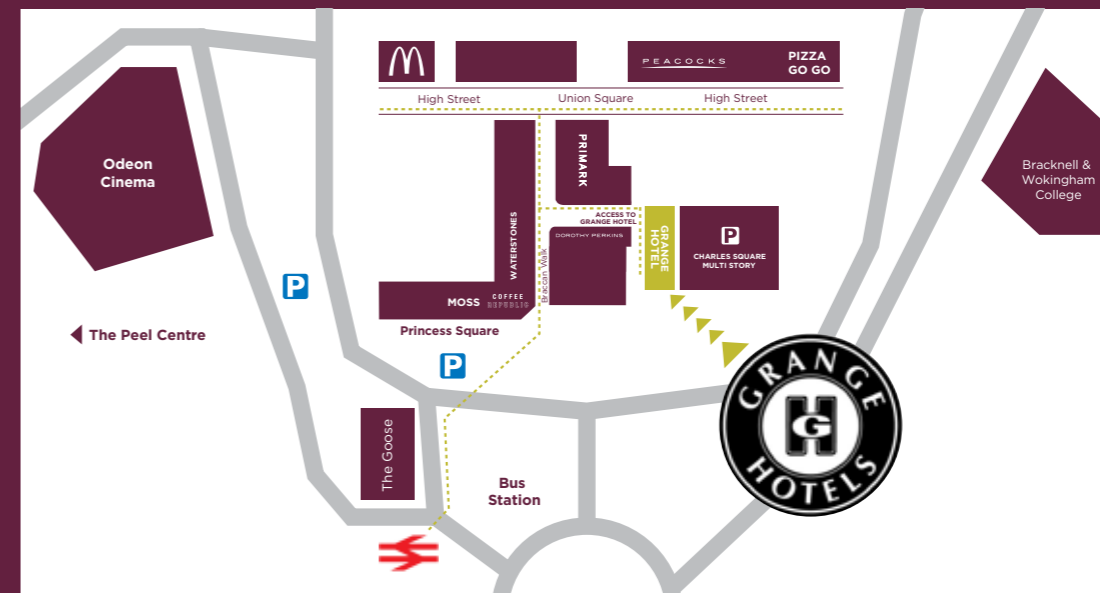 PEACOCKS
PIZZA
GO GO
High Street
Union Square
High Street
Odeon
Cinema
PRIMARK
Bracknell &
Wokingham
College
WATERSTONES
ACCESS TO
GRANGE HOTEL
DOROTHY PERKINS
GRANGE
HOTEL
P
CHARLES SQUARE
MULTI STORY
Braccan Walk
P
MOSS
COFFEE
REPUBLIC
Princess Square
The Peel Centre
P
GRANGE
H
G
HOTELS
The Goose
Bus
Station